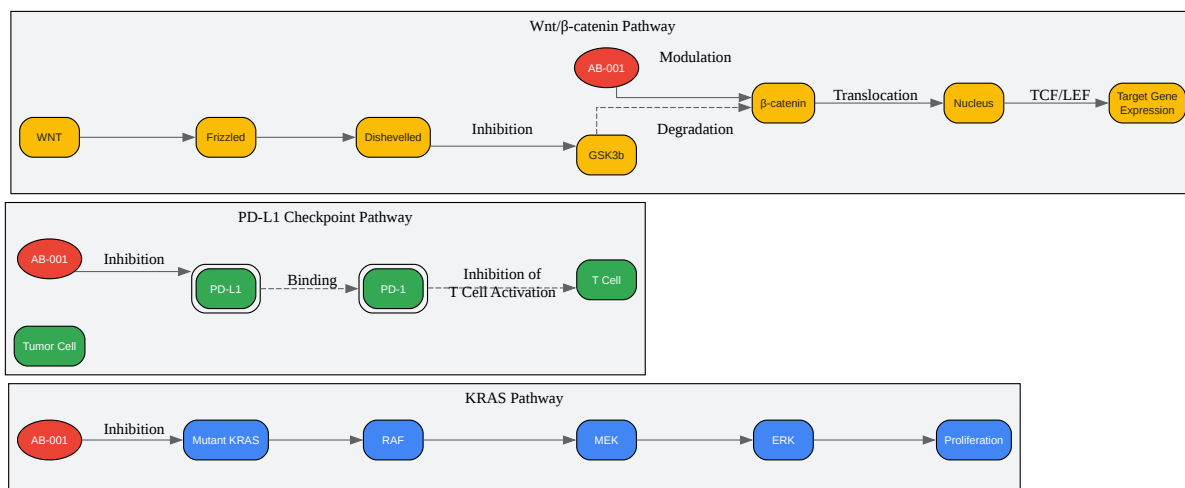 Wnt/β-catenin Pathway
AB-001
Modulation
WNT
Frizzled
Dishevelled
Inhibition
GSK3b
Degradation
β-catenin
Translocation
Nucleus
TCF/LEF
Target Gene
Expression
PD-L1 Checkpoint Pathway
AB-001
Inhibition
PD-L1
Binding
PD-1
Inhibition of
T Cell Activation
T Cell
Tumor Cell
KRAS Pathway
AB-001
Inhibition
Mutant KRAS
RAF
MEK
ERK
Proliferation